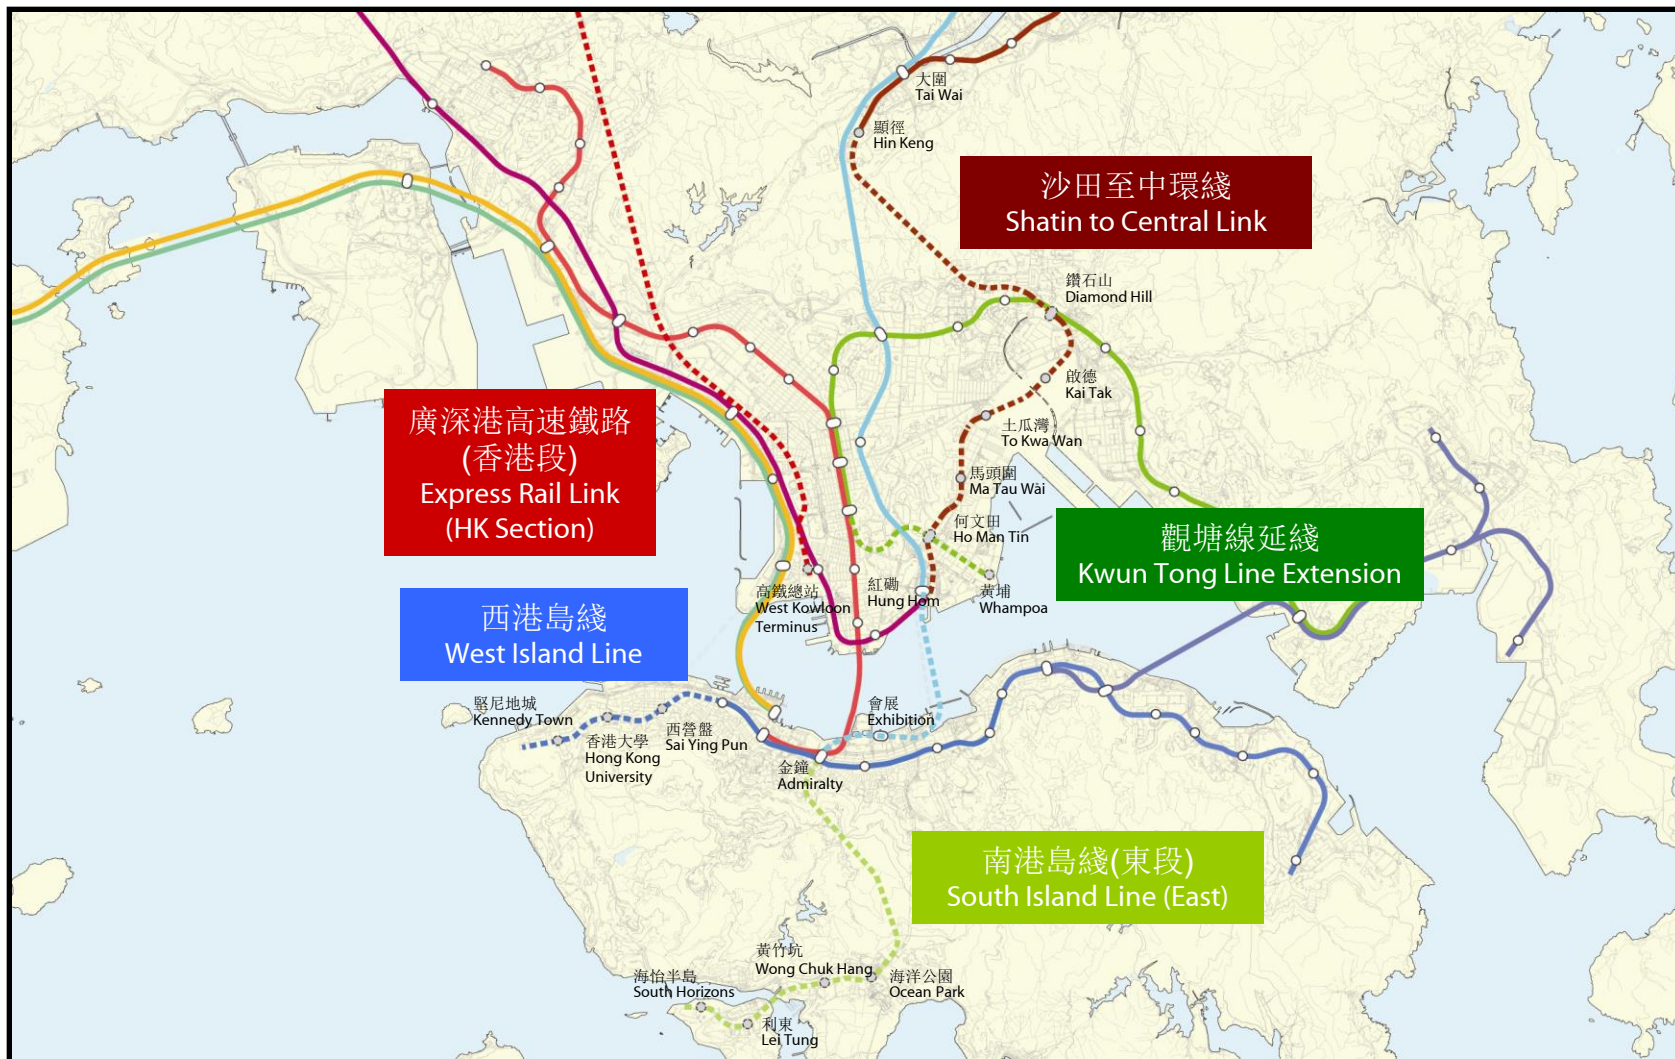 大圍
Tai Wai
顯徑
Hin Keng
沙田至中環綫
Shatin to Central Link
鑽石山
Diamond Hill
啟德
Kai Tak
土瓜灣
To Kwa Wan
馬頭圍
Ma Tau Wai
何文田
Ho Man Tin
廣深港高速鐵路
(香港段)
Express Rail Link
(HK Section)
觀塘線延綫
Kwun Tong Line Extension
高鐵總站
West Kowloon
Terminus
紅磡
Hung Hom
黃埔
Whampoa
西港島綫
West Island Line
堅尼地城
Kennedy Town
香港大學
Hong Kong
University
西營盤
Sai Ying Pun
會展
Exhibition
金鐘
Admiralty
南港島綫(東段)
South Island Line (East)
黃竹坑
Wong Chuk Hang
海洋公園
Ocean Park
海怡半島
South Horizons
利東
Lei Tung